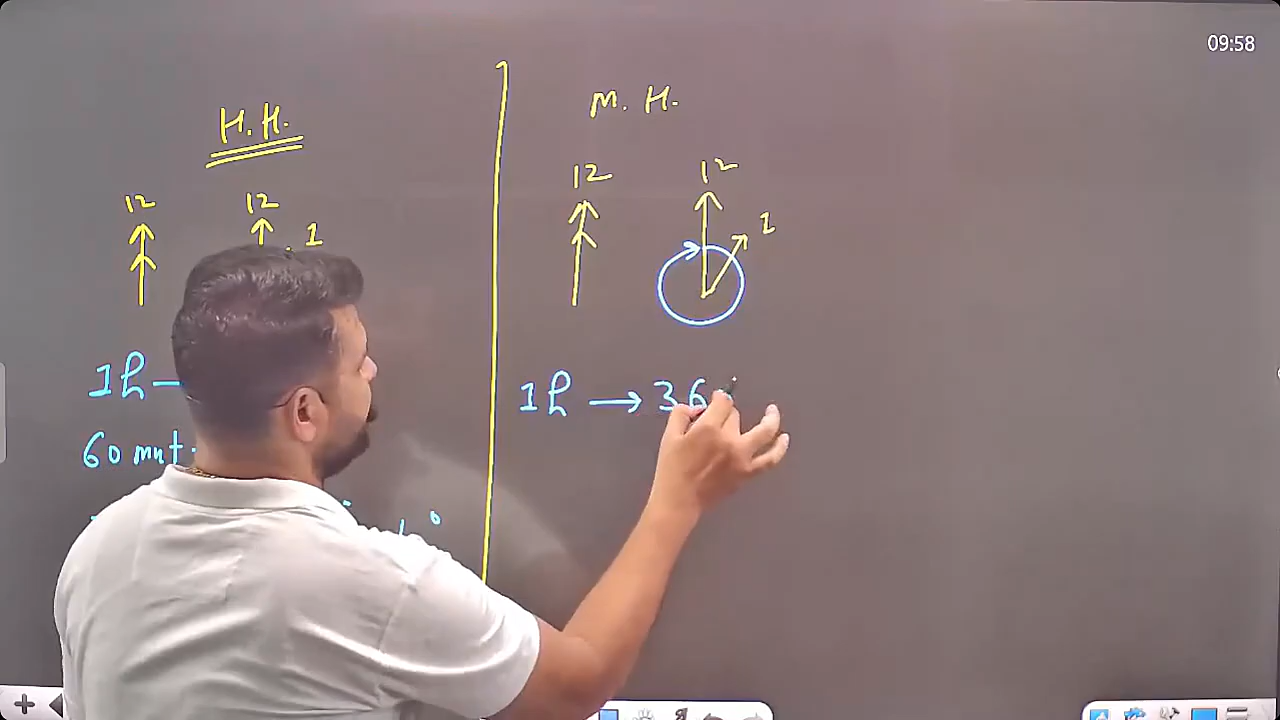 09:58
H.H.
12 12
1
1h
60 mnt.
M. H.
12 12
1
1h → 36